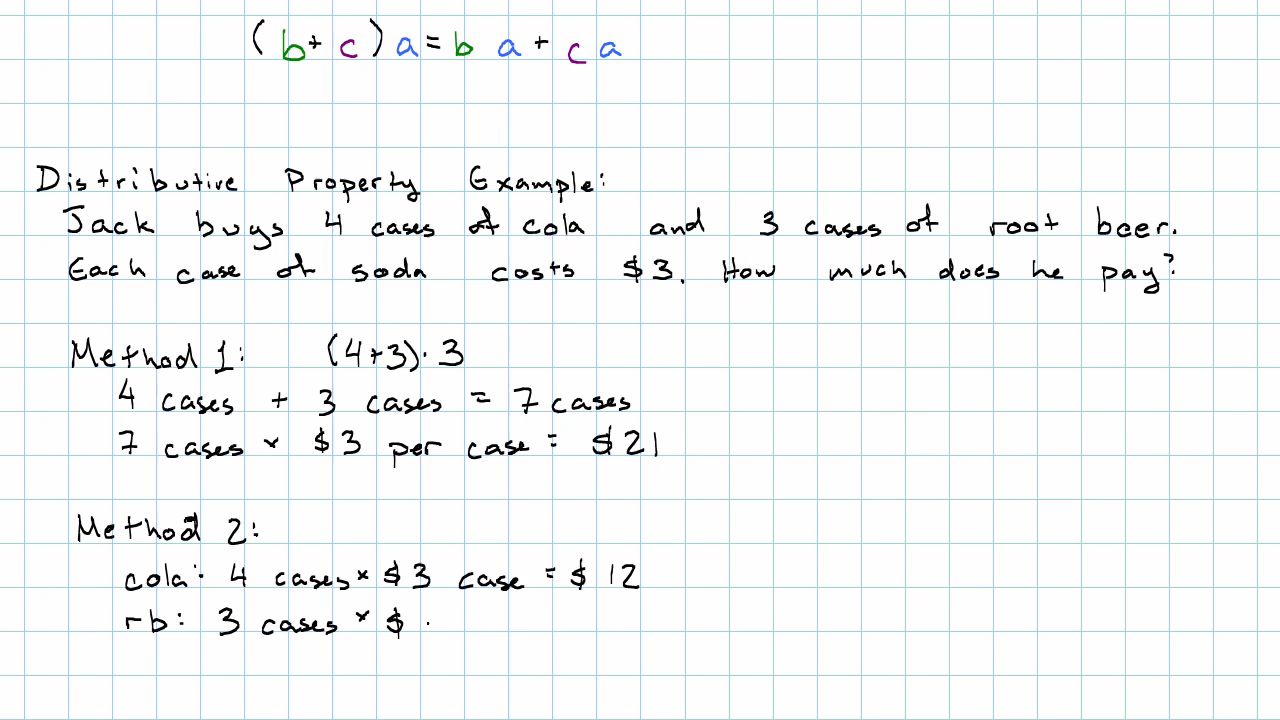 (b+c)a=b a+ca
Distributive Property Example:
Jack buys 4 cases of cola and 3 cases of root beer.
Each case of soda costs $3. How much does he pay?
Method 1: (4+3)·3
4 cases + 3 cases = 7 cases
7 cases × $3 per case = $21
Method 2:
cola: 4 cases × $3 case = $12
rb: 3 cases × $